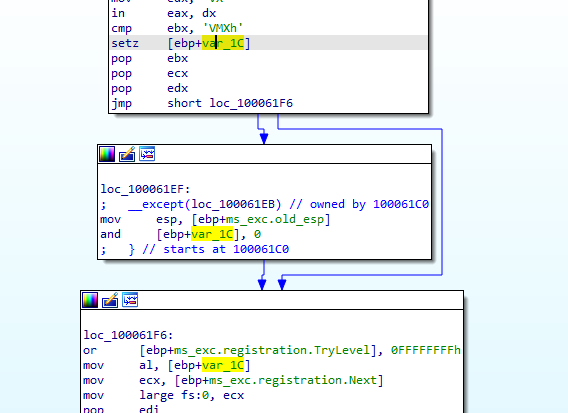 mov     edx, 'VX'
in      eax, dx
cmp     ebx, 'VMXh'
setz    [ebp+var_1C]
pop     ebx
pop     ecx
pop     edx
jmp     short loc_100061F6
loc_100061EF:
;   __except(loc_100061EB) // owned by 100061C0
mov     esp, [ebp+ms_exc.old_esp]
and     [ebp+var_1C], 0
;   } // starts at 100061C0
loc_100061F6:
or      [ebp+ms_exc.registration.TryLevel], 0FFFFFFFFh
mov     al, [ebp+var_1C]
mov     ecx, [ebp+ms_exc.registration.Next]
mov     large fs:0, ecx
pop     edi